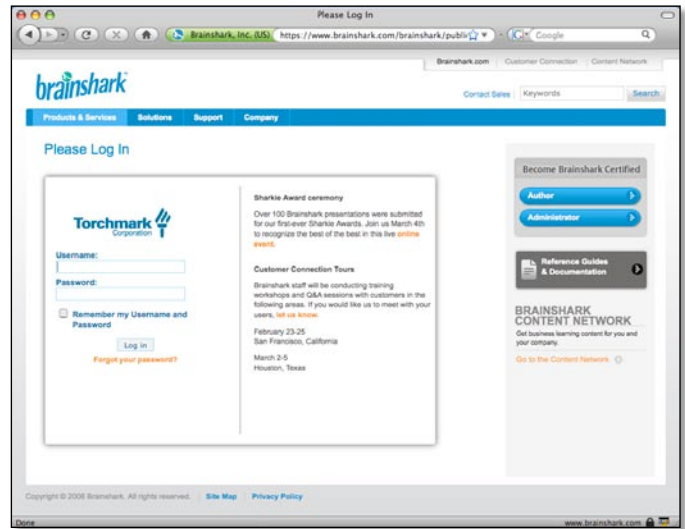 Please Log In
Brainshark, Inc. (US) https://www.brainshark.com/brainshark/publi
Google
Brainshark.com Customer Connection Content Network
brainshark
Contact Sales Keywords Search
Products & Services Solutions Support Company
Please Log In
Torchmark
Corporation
Username:
Password:
Remember my Username and
Password
Log in
Forgot your password?
Sharkie Award ceremony
Over 100 Brainshark presentations were submitted
for our first-ever Sharkie Awards. Join us March 4th
to recognize the best of the best in this live online
event.
Customer Connection Tours
Brainshark staff will be conducting training
workshops and Q&A sessions with customers in the
following areas. If you would like us to meet with your
users, let us know.
February 23-25
San Francisco, California
March 2-5
Houston, Texas
Become Brainshark Certified
Author
Administrator
Reference Guides
& Documentation
BRAINSHARK
CONTENT NETWORK
Get business learning content for you and
your company.
Go to the Content Network
Copyright © 2008 Brainshark. All rights reserved. Site Map Privacy Policy
Done www.brainshark.com